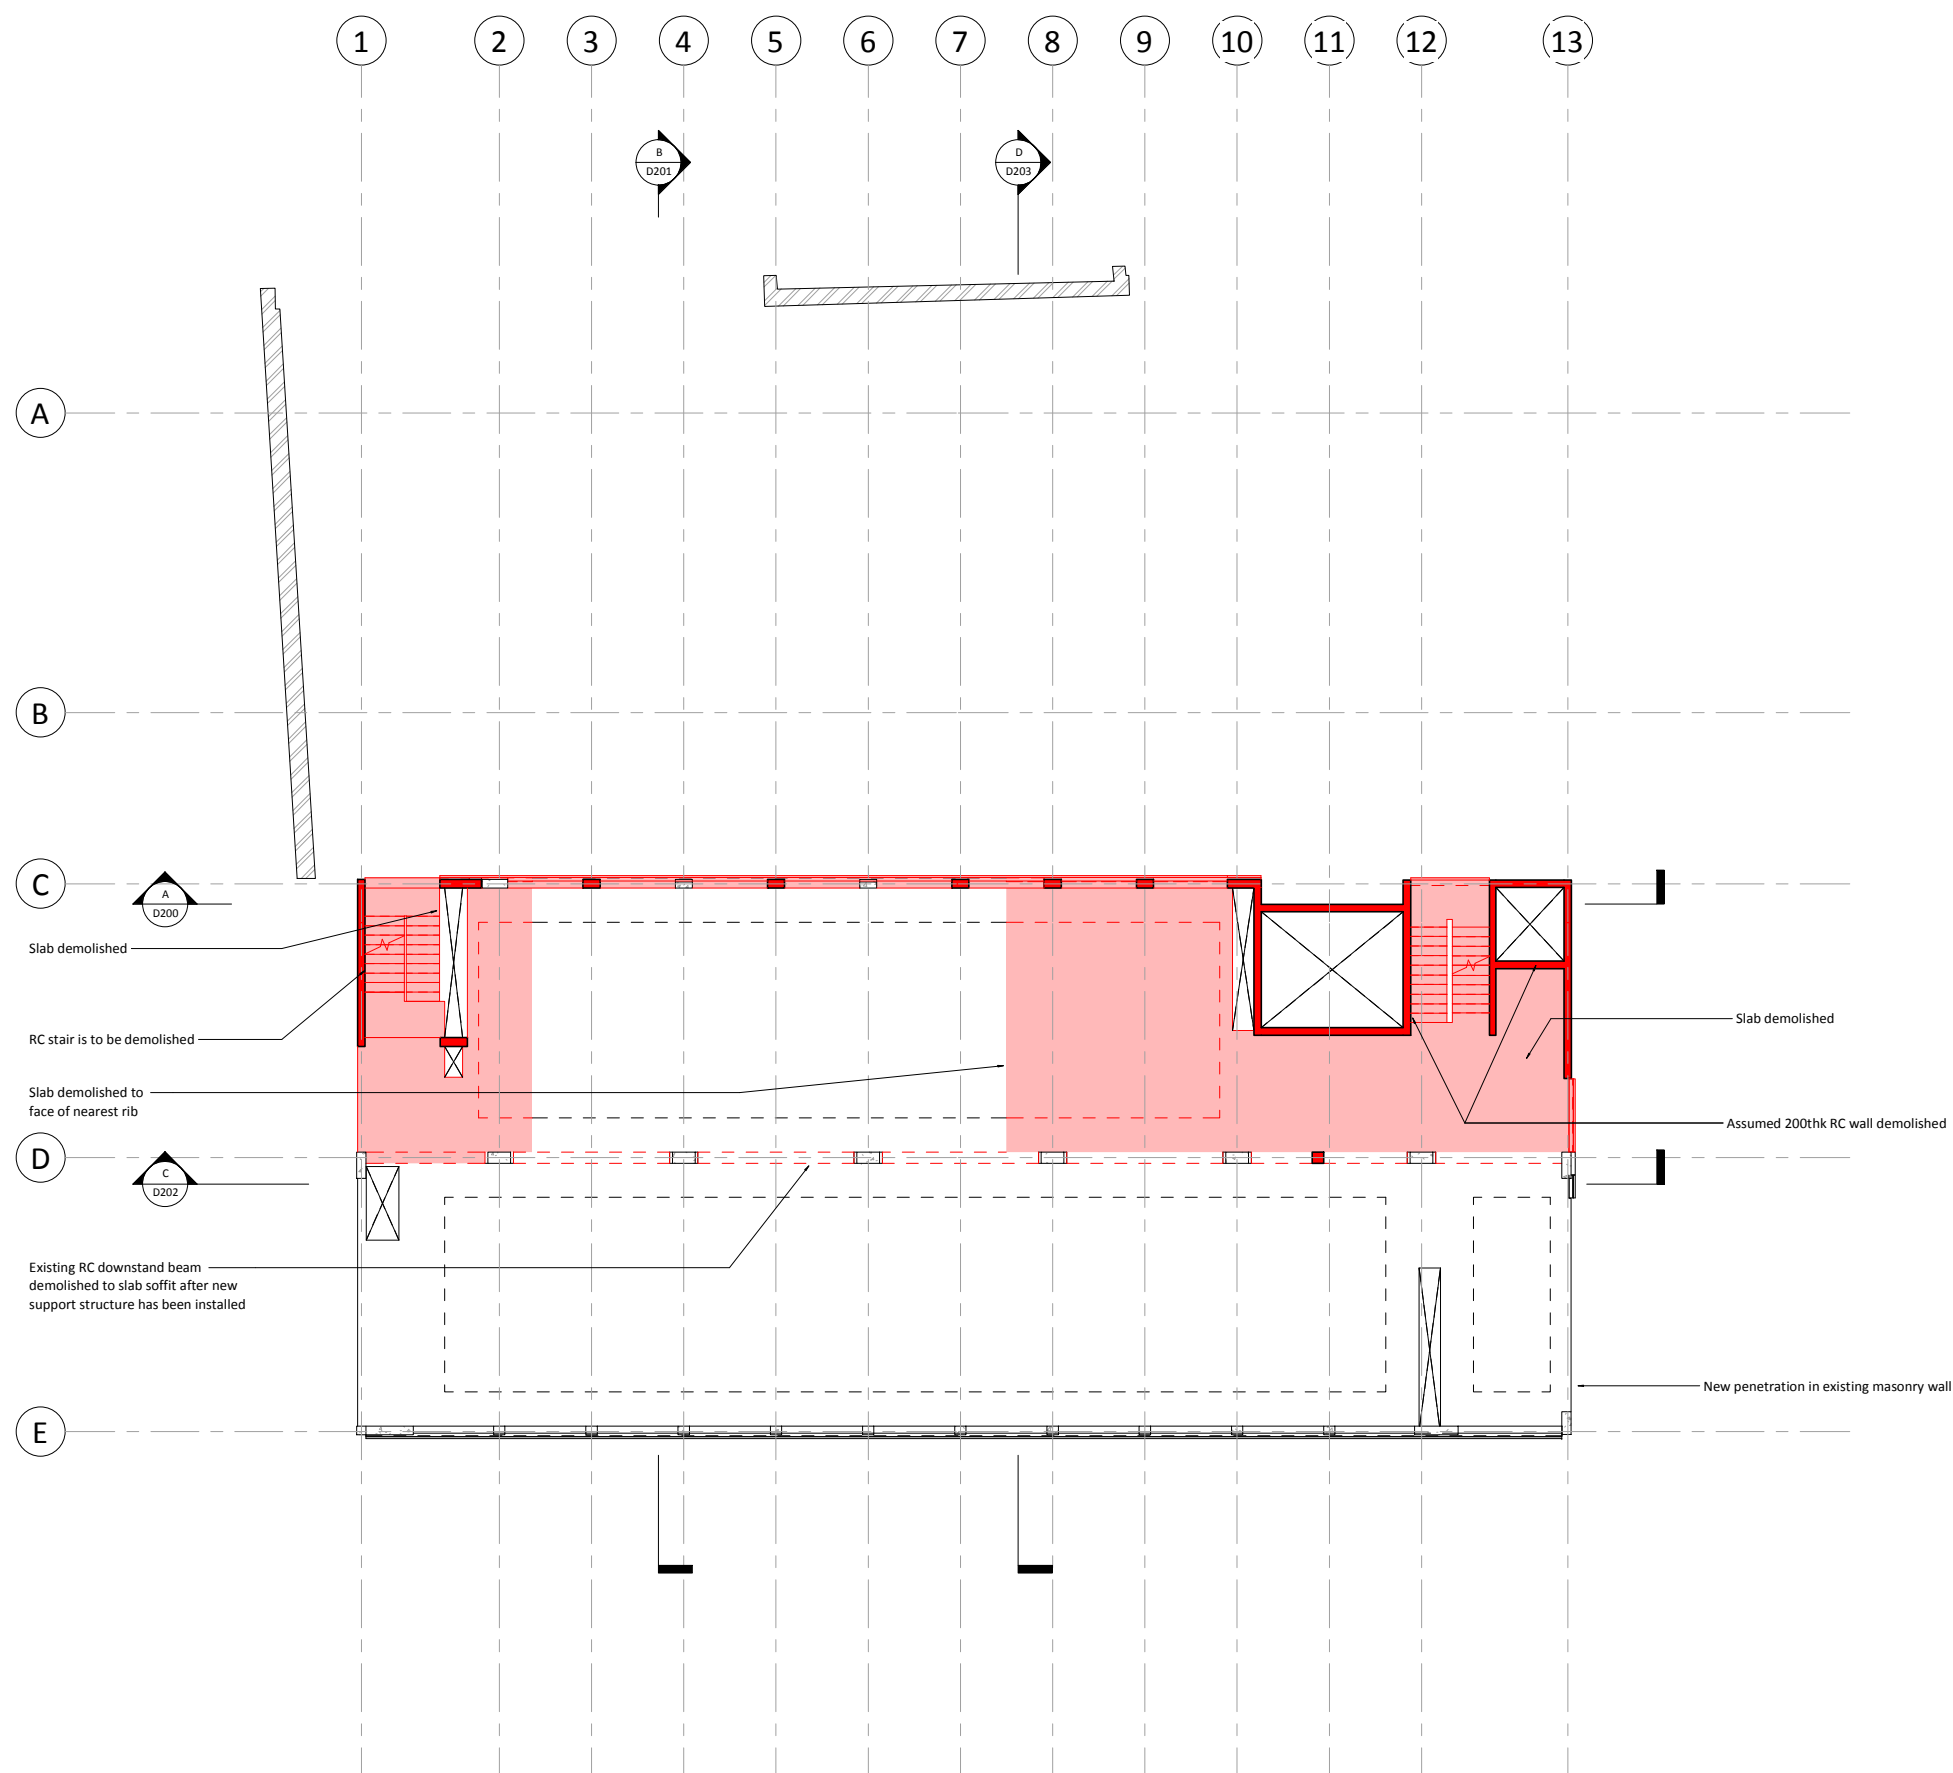 1 2 3 4 5 6 7 8 9 10 11 12 13
B D
D201 D203
A
B
C
A
D200
Slab demolished
RC stair is to be demolished
Slab demolished
Slab demolished to
face of nearest rib
Assumed 200thk RC wall demolished
D
C
D202
Existing RC downstand beam
demolished to slab soffit after new
support structure has been installed
New penetration in existing masonry wall
E